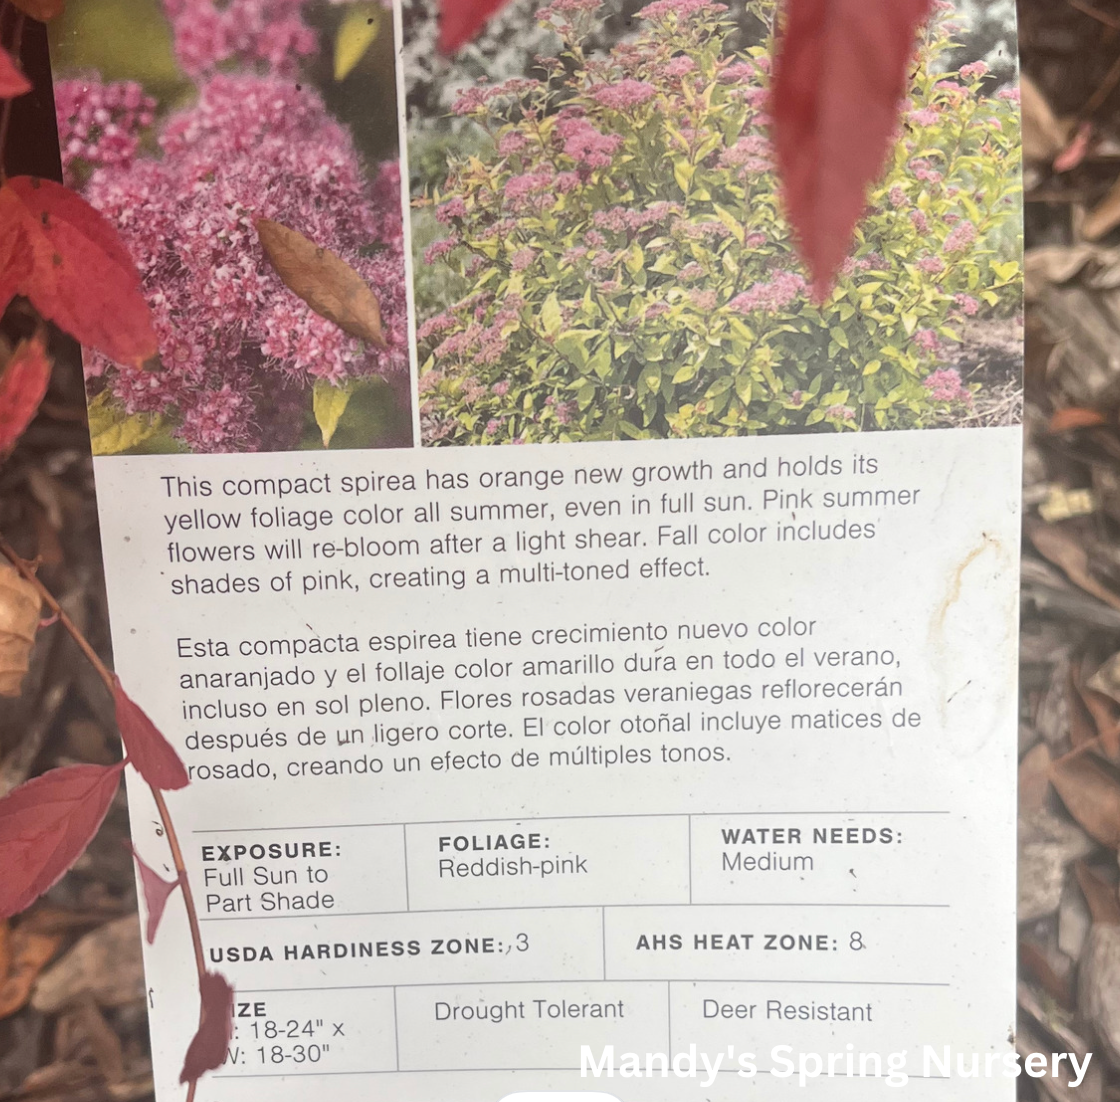 This compact spirea has orange new growth and holds its
yellow foliage color all summer, even in full sun. Pink summer
flowers will re-bloom after a light shear. Fall color includes
shades of pink, creating a multi-toned effect.
Esta compacta espirea tiene crecimiento nuevo color
anaranjado y el follaje color amarillo dura en todo el verano,
incluso en sol pleno. Flores rosadas veraniegas reflorecerán
después de un ligero corte. El color otoñal incluye matices de
rosado, creando un efecto de múltiples tonos.
EXPOSURE:
Full Sun to
Part Shade
FOLIAGE:
Reddish-pink
WATER NEEDS:
Medium
USDA HARDINESS ZONE: 3
AHS HEAT ZONE: 8
IZE
: 18-24" x
W: 18-30"
Drought Tolerant
Deer Resistant
Mandy's Spring Nursery